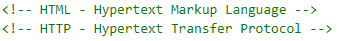 <!-- HTML - Hypertext Markup Language -->
<!-- HTTP - Hypertext Transfer Protocol -->